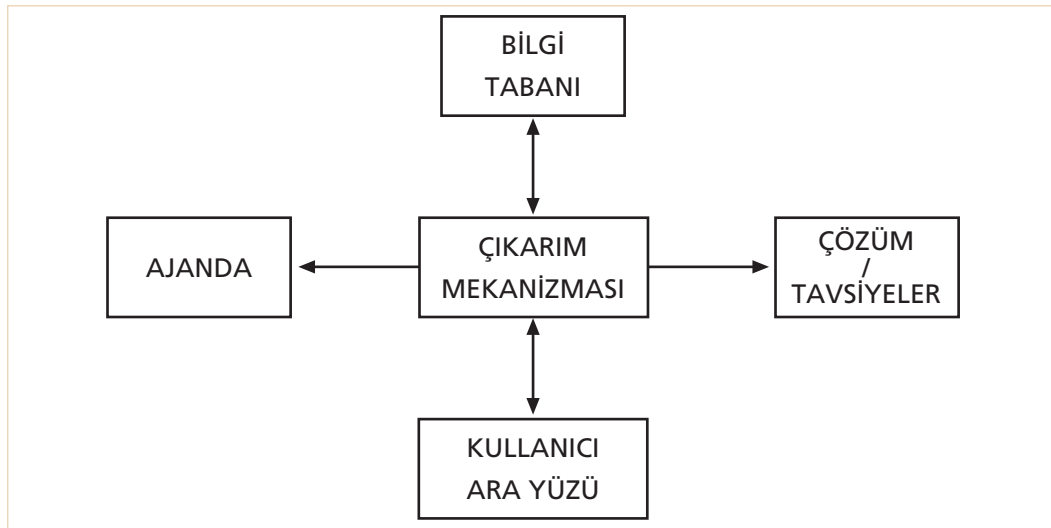 BİLGİ
TABANI
AJANDA
ÇIKARIM
MEKANİZMASI
ÇÖZÜM
/
TAVSİYELER
KULLANICI
ARA YÜZÜ